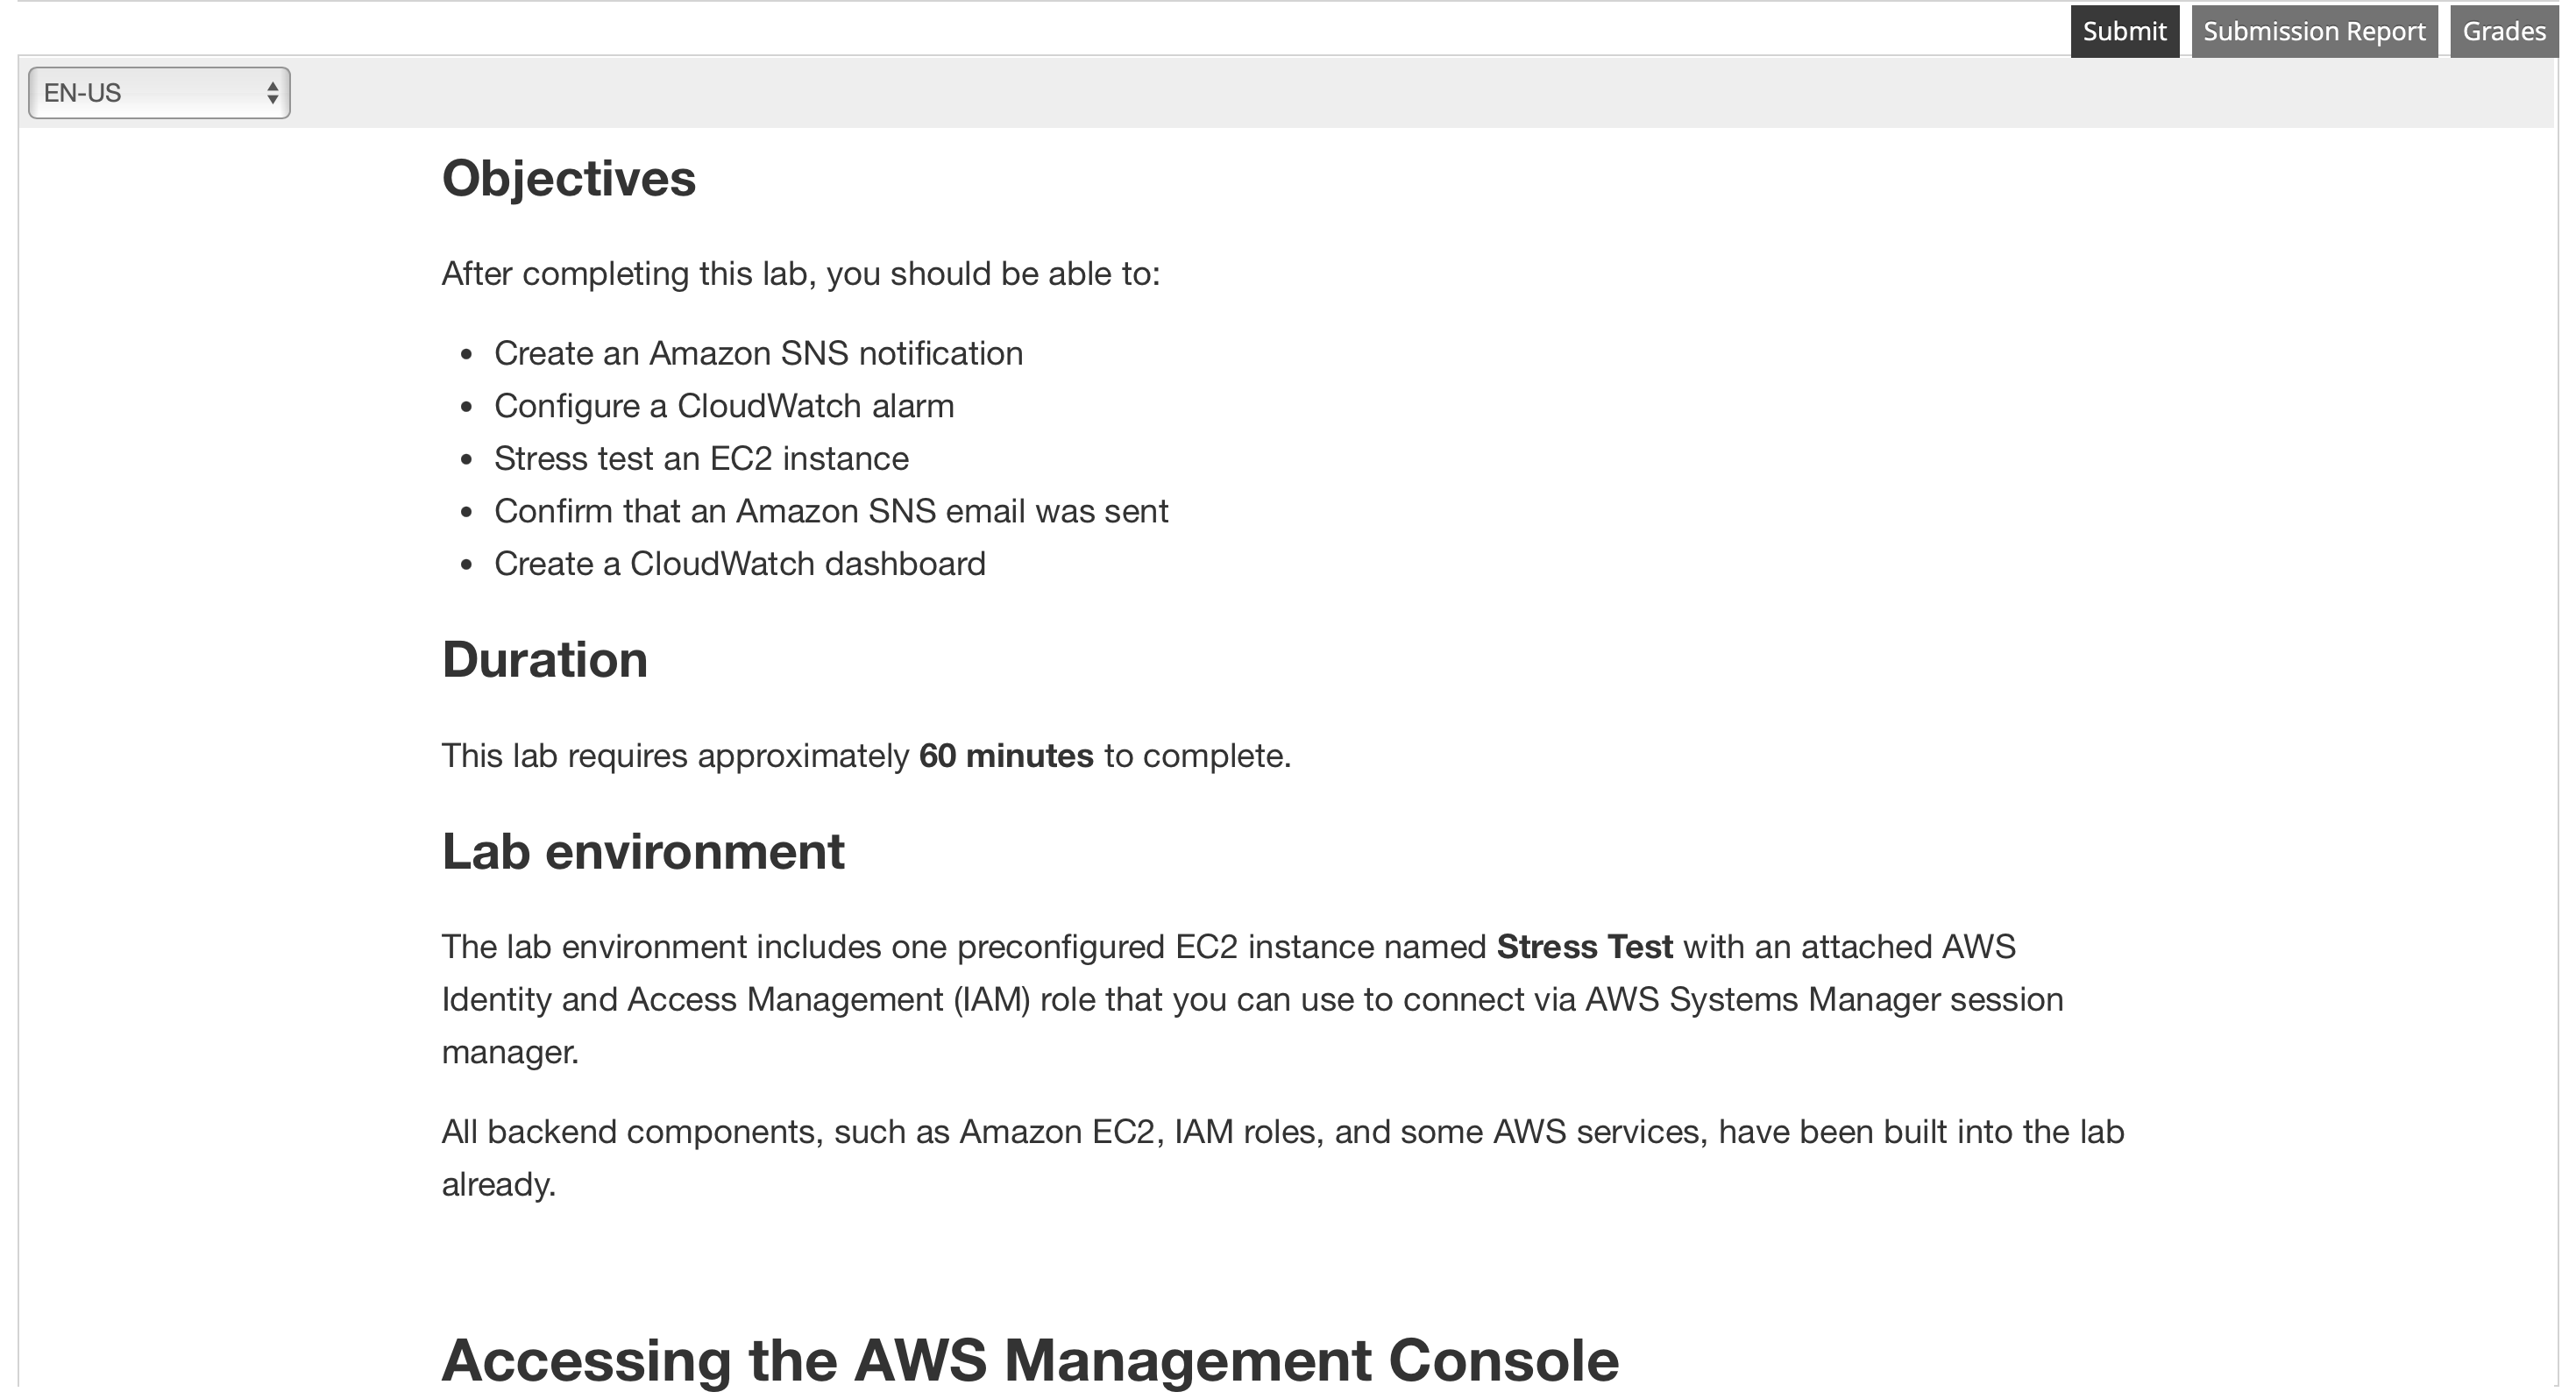 Submit Submission Report Grades
EN-US
Objectives
After completing this lab, you should be able to:
• Create an Amazon SNS notification
• Configure a CloudWatch alarm
• Stress test an EC2 instance
• Confirm that an Amazon SNS email was sent
• Create a CloudWatch dashboard
Duration
This lab requires approximately 60 minutes to complete.
Lab environment
The lab environment includes one preconfigured EC2 instance named Stress Test with an attached AWS
Identity and Access Management (IAM) role that you can use to connect via AWS Systems Manager session
manager.
All backend components, such as Amazon EC2, IAM roles, and some AWS services, have been built into the lab
already.
Accessing the AWS Management Console